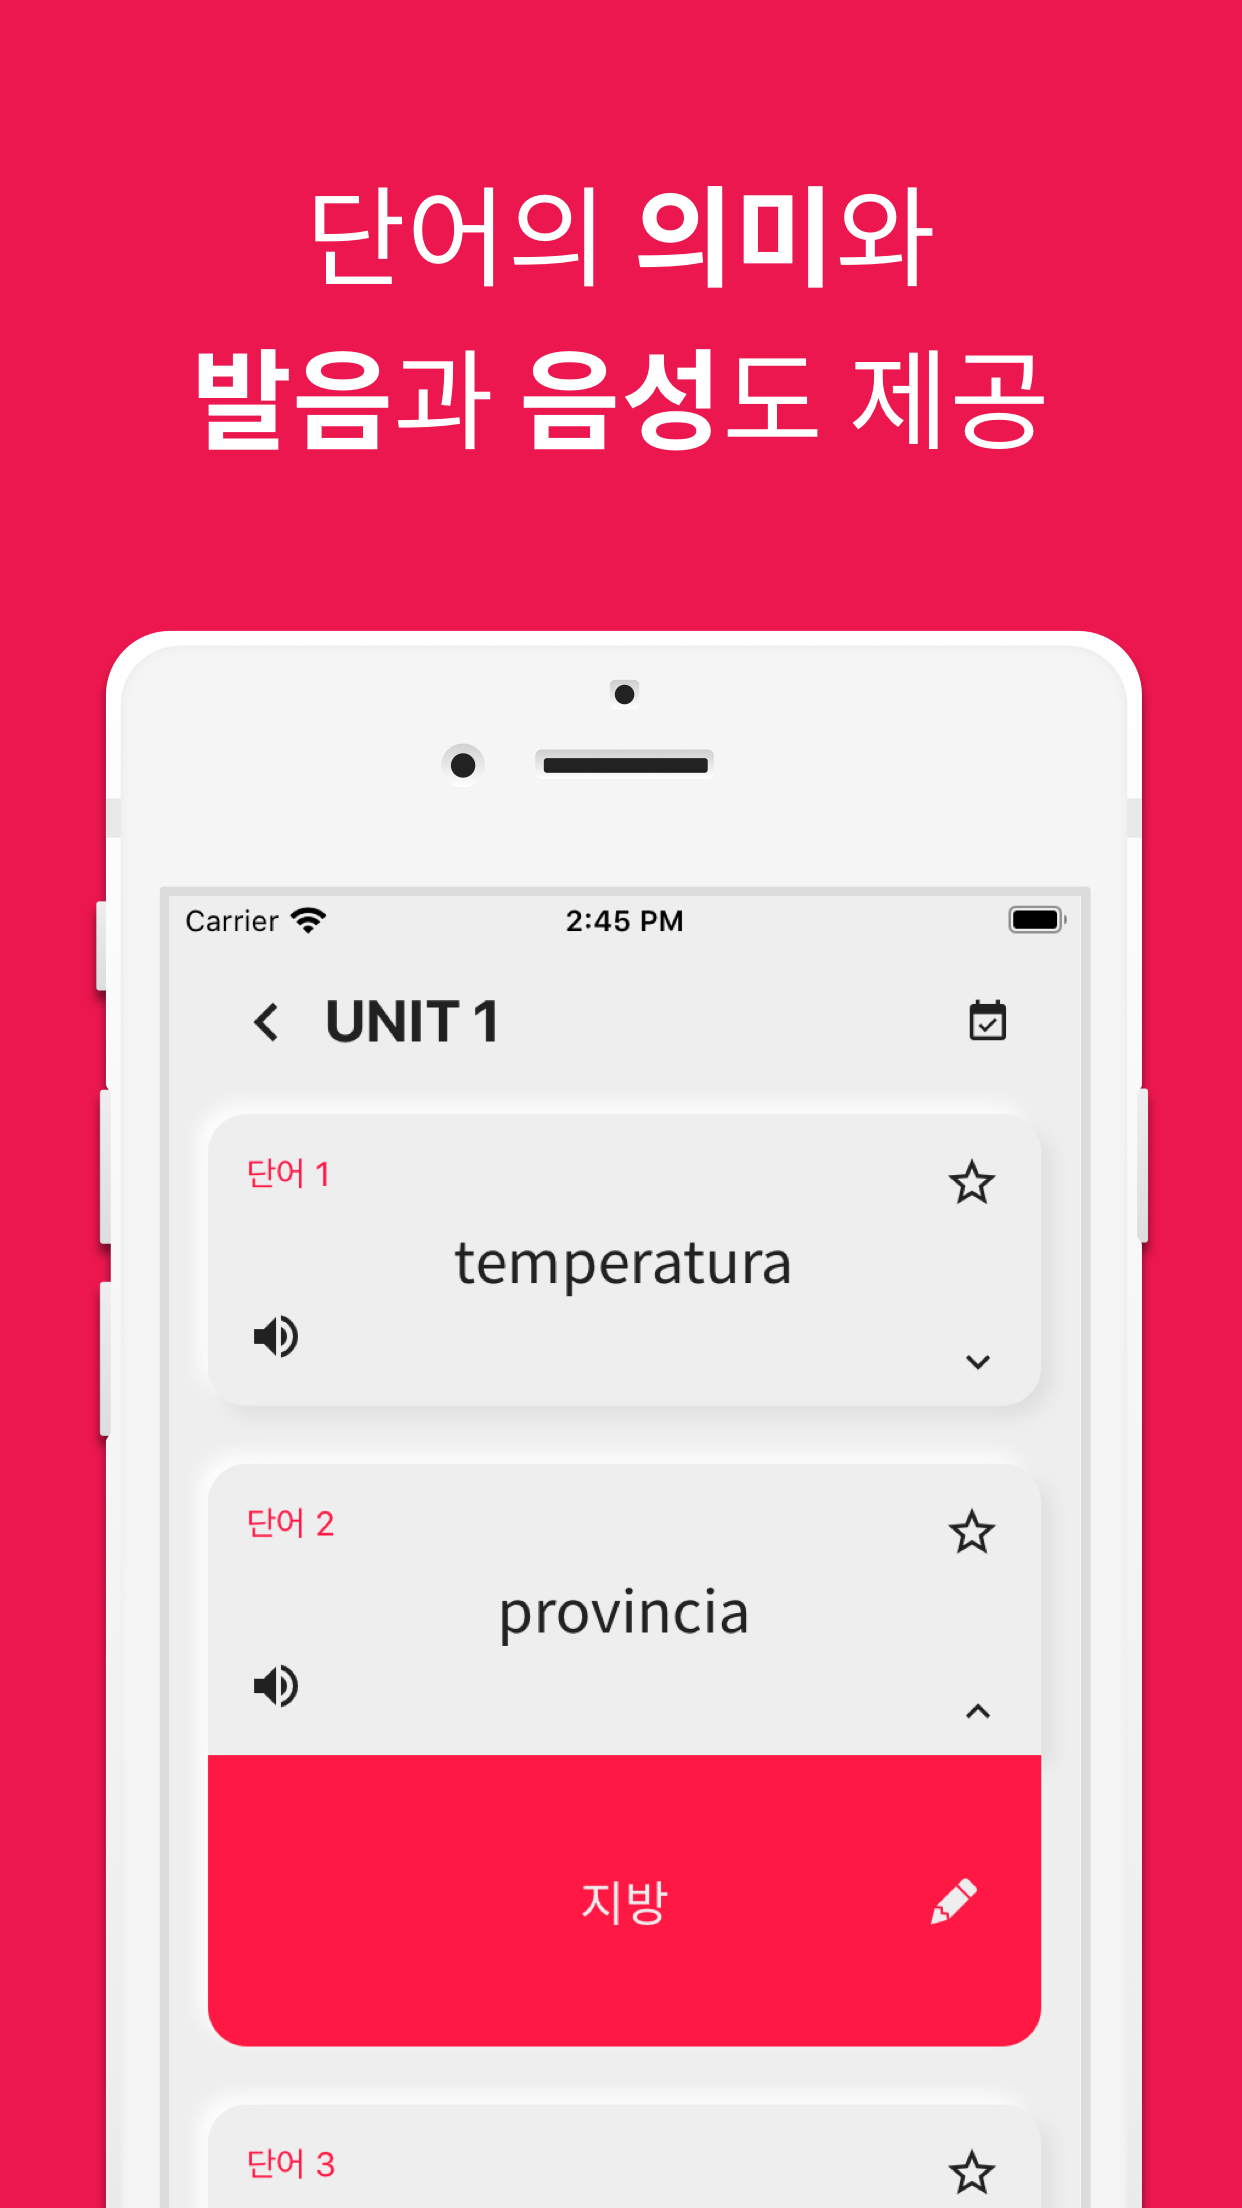 단어의 의미와
발음과 음성도 제공
Carrier 2:45 PM
UNIT 1
단어 1
temperatura
단어 2
provincia
지방
단어 3